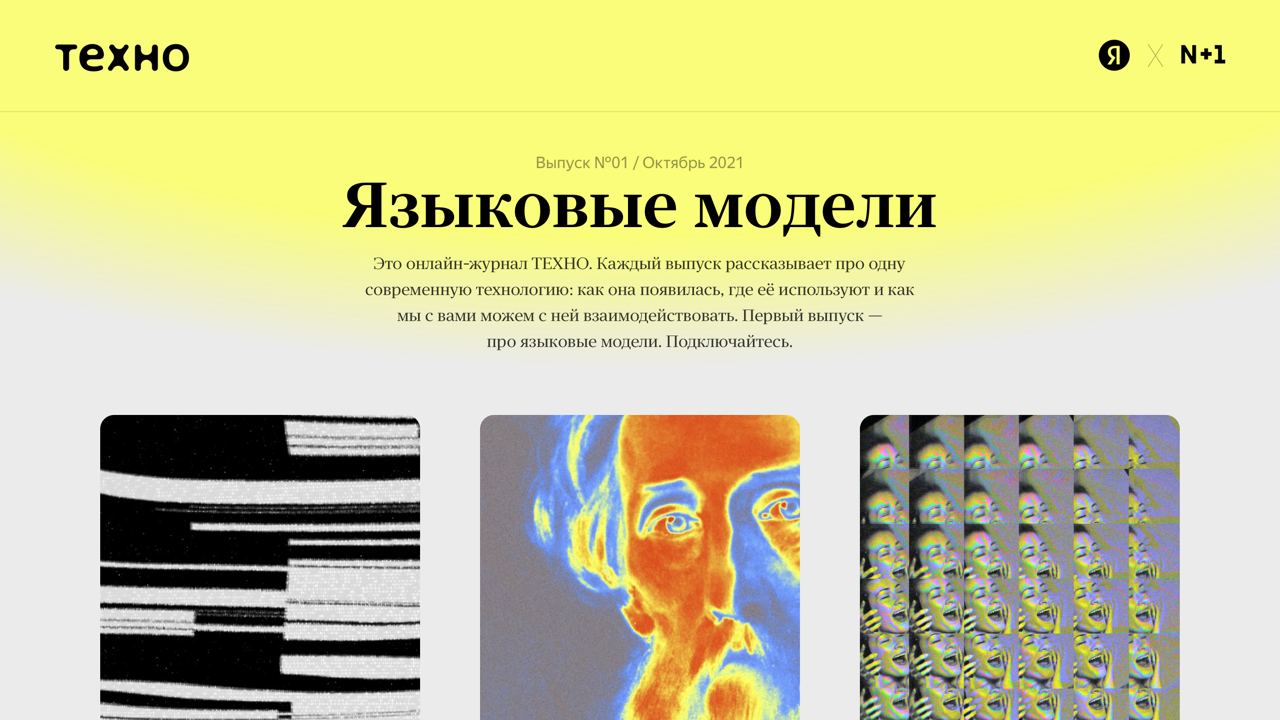 техно
Я
N+1
Выпуск №01 / Октябрь 2021
Языковые модели
Это онлайн-журнал ТЕХНО. Каждый выпуск рассказывает про одну
современную технологию: как она появилась, где её используют и как
мы с вами можем с ней взаимодействовать. Первый выпуск —
про языковые модели. Подключайтесь.